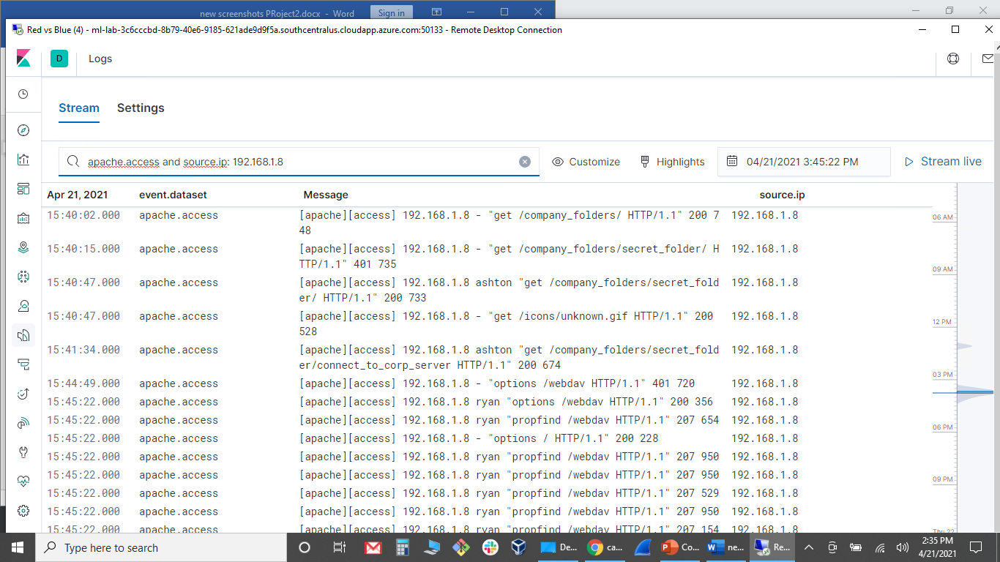 new screenshots PRoject2.docx - Word
Sign in
Red vs Blue (4) - ml-lab-3c6cccbd-8b79-40e6-9185-621ade9d9f5a.southcentralus.cloudapp.azure.com:50133 - Remote Desktop Connection
D Logs
Stream Settings
apache.access and source.ip: 192.168.1.8
Customize Highlights 04/21/2021 3:45:22 PM Stream live
Apr 21, 2021 event.dataset Message source.ip
15:40:02.000 apache.access [apache][access] 192.168.1.8 - "get /company_folders/ HTTP/1.1" 200 7 192.168.1.8
48
06 AM
15:40:15.000 apache.access [apache][access] 192.168.1.8 - "get /company_folders/secret_folder/ H 192.168.1.8
TTP/1.1" 401 735
09 AM
15:40:47.000 apache.access [apache][access] 192.168.1.8 ashton "get /company_folders/secret_fold 192.168.1.8
er/ HTTP/1.1" 200 733
15:40:47.000 apache.access [apache][access] 192.168.1.8 - "get /icons/unknown.gif HTTP/1.1" 200 192.168.1.8
528
12 PM
15:41:34.000 apache.access [apache][access] 192.168.1.8 ashton "get /company_folders/secret_fold 192.168.1.8
er/connect_to_corp_server HTTP/1.1" 200 674
03 PM
15:44:49.000 apache.access [apache][access] 192.168.1.8 - "options /webdav HTTP/1.1" 401 720 192.168.1.8
15:45:22.000 apache.access [apache][access] 192.168.1.8 ryan "options /webdav HTTP/1.1" 200 356 192.168.1.8
15:45:22.000 apache.access [apache][access] 192.168.1.8 ryan "propfind /webdav HTTP/1.1" 207 654 192.168.1.8
06 PM
15:45:22.000 apache.access [apache][access] 192.168.1.8 - "options / HTTP/1.1" 200 228 192.168.1.8
15:45:22.000 apache.access [apache][access] 192.168.1.8 ryan "propfind /webdav HTTP/1.1" 207 950 192.168.1.8
15:45:22.000 apache.access [apache][access] 192.168.1.8 ryan "propfind /webdav HTTP/1.1" 207 950 192.168.1.8
09 PM
15:45:22.000 apache.access [apache][access] 192.168.1.8 ryan "propfind /webdav HTTP/1.1" 207 529 192.168.1.8
15:45:22.000 apache.access [apache][access] 192.168.1.8 ryan "propfind /webdav HTTP/1.1" 207 950 192.168.1.8
15:45:22.000 apache.access [apache][access] 192.168.1.8 ryan "propfind /webdav HTTP/1.1" 207 154 192.168.1.8
Thu 22
Type here to search
De... ca... Co... ne... Re...
2:35 PM
4/21/2021